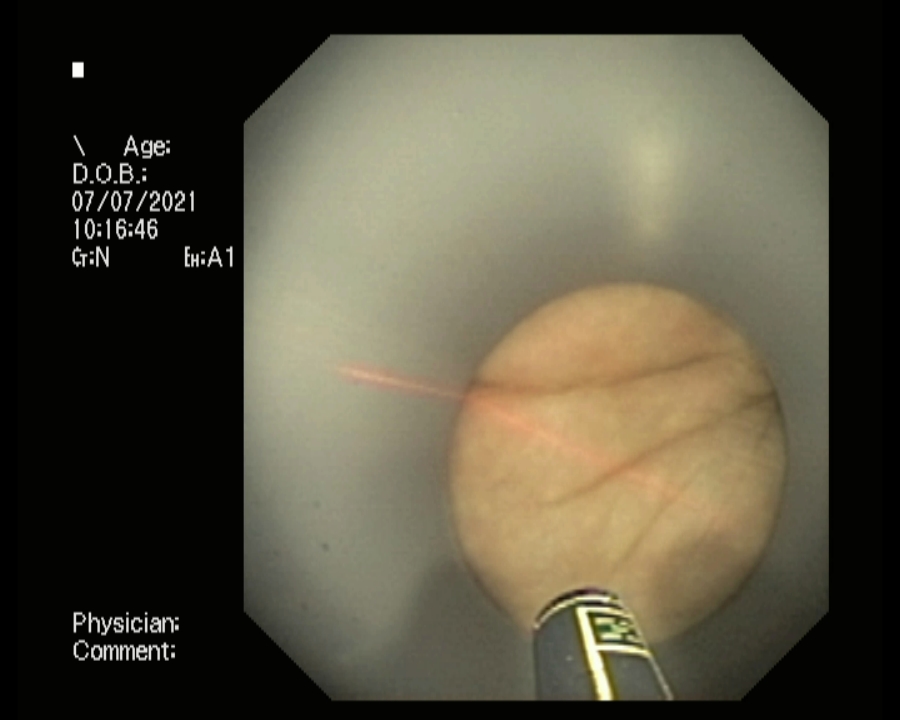 \ Age:
D.O.B.:
07/07/2021
10:16:46
Cr:N EH:A1
Physician:
Comment: